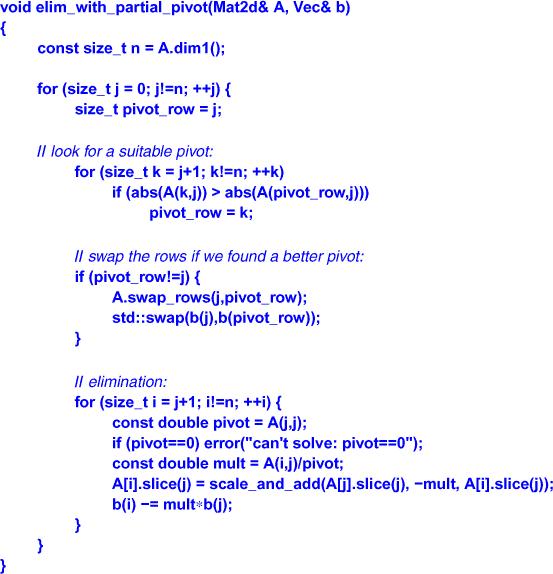 void elim_with_partial_pivot(Mat2d& A, Vec& b)
{
const size_t n = A.dim1();
for (size_t j = 0; j!=n; ++j) {
size_t pivot_row = j;
// look for a suitable pivot:
for (size_t k = j+1; k!=n; ++k)
if (abs(A(k,j)) > abs(A(pivot_row,j)))
pivot_row = k;
// swap the rows if we found a better pivot:
if (pivot_row!=j) {
A.swap_rows(j,pivot_row);
std::swap(b(j),b(pivot_row));
}
// elimination:
for (size_t i = j+1; i!=n; ++i) {
const double pivot = A(j,j);
if (pivot==0) error("can't solve: pivot==0");
const double mult = A(i,j)/pivot;
A[i].slice(j) = scale_and_add(A[j].slice(j), −mult, A[i].slice(j));
b(i) −= mult∗b(j);
}
}
}